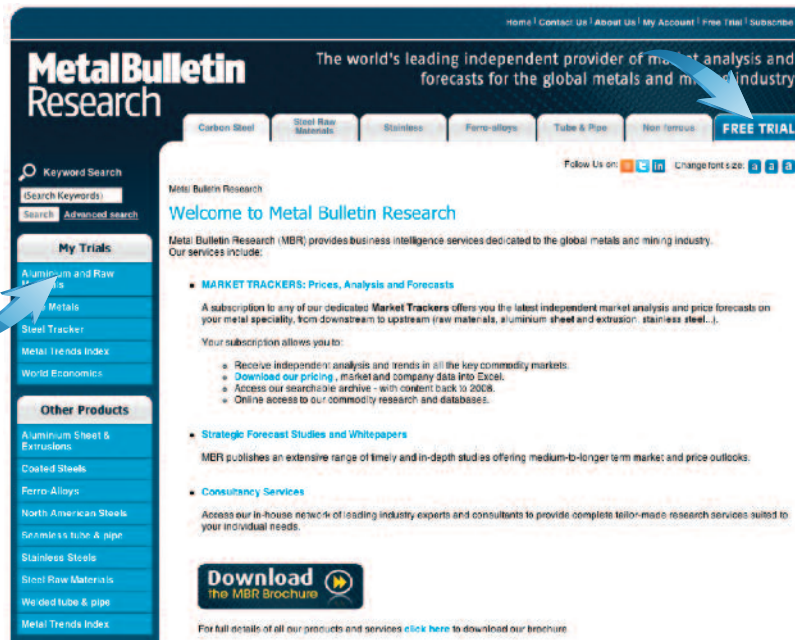 Home | Contact Us | About Us | My Account | Free Trial | Subscribe
MetalBulletin
Research
The world's leading independent provider of market analysis and
forecasts for the global metals and mining industry
Carbon Steel
Steel Raw
Materials
Stainless
Ferro-alloys
Tube & Pipe
Non ferrous
FREE TRIAL
Keyword Search
(Search Keywords)
Search Advanced search
Follow Us on: in Change font size: a a a
Metal Bulletin Research
Welcome to Metal Bulletin Research
Metal Bulletin Research (MBR) provides business intelligence services dedicated to the global metals and mining industry.
Our services include:
MARKET TRACKERS: Prices, Analysis and Forecasts
A subscription to any of our dedicated Market Trackers offers you the latest independent market analysis and price forecasts on
your metal speciality, from downstream to upstream (raw materials, aluminium sheet and extrusion, stainless steel...).
Your subscription allows you to:
Receive independent analysis and trends in all the key commodity markets.
Download our pricing, market and company data into Excel.
Access our searchable archive - with content back to 2008.
Online access to our commodity research and databases.
Strategic Forecast Studies and Whitepapers
MBR publishes an extensive range of timely and in-depth studies offering medium-to-longer term market and price outlooks.
Consultancy Services
Access our in-house network of leading industry experts and consultants to provide complete tailor-made research services suited to
your individual needs.
Download
the MBR Brochure
For full details of all our products and services click here to download our brochure
My Trials
Aluminium and Raw
Metals
Steel Tracker
Metal Trends Index
World Economics
Other Products
Aluminium Sheet &
Extrusions
Coated Steels
Ferro-Alloys
North American Steels
Seamless tube & pipe
Stainless Steels
Steel Raw Materials
Welded tube & pipe
Metal Trends Index